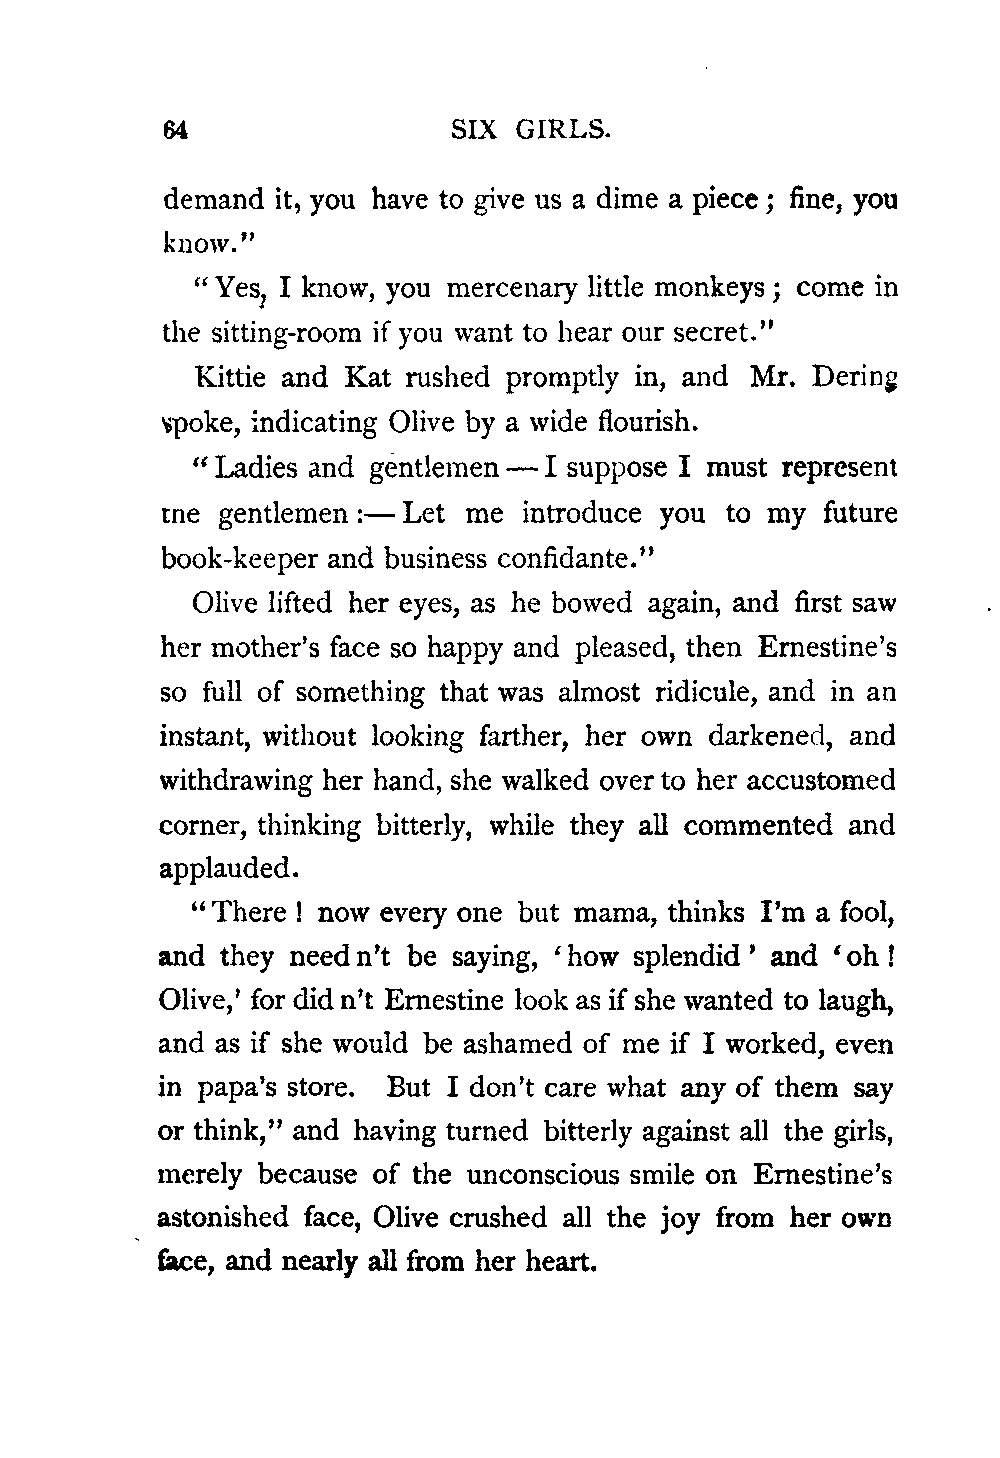 64 SIX GIRLS.
demand it, you have to give us a dime a piece ; fine, you
know."
"Yes, I know, you mercenary little monkeys ; come in
the sitting-room if you want to hear our secret."
Kittie and Kat rushed promptly in, and Mr. Dering
spoke, indicating Olive by a wide flourish.
"Ladies and gentlemen — I suppose I must represent
tne gentlemen :— Let me introduce you to my future
book-keeper and business confidante."
Olive lifted her eyes, as he bowed again, and first saw
her mother's face so happy and pleased, then Ernestine's
so full of something that was almost ridicule, and in an
instant, without looking farther, her own darkened, and
withdrawing her hand, she walked over to her accustomed
corner, thinking bitterly, while they all commented and
applauded.
"There ! now every one but mama, thinks I'm a fool,
and they need n't be saying, 'how splendid' and 'oh !
Olive,' for did n't Ernestine look as if she wanted to laugh,
and as if she would be ashamed of me if I worked, even
in papa's store. But I don't care what any of them say
or think," and having turned bitterly against all the girls,
merely because of the unconscious smile on Ernestine's
astonished face, Olive crushed all the joy from her own
face, and nearly all from her heart.